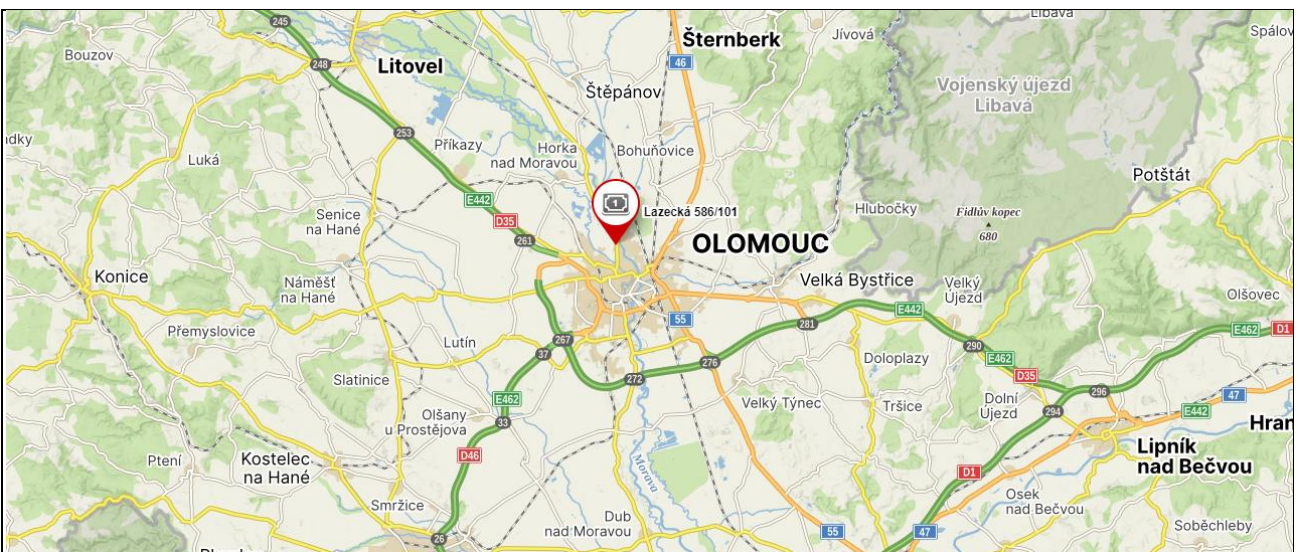 Libavá
245
Bouzov
Šternberk
Jívová
Spálov
248
Litovel
46
Vojenský újezd
Libavá
Štěpánov
253
Příkazy
Horka
nad Moravou
Bohuňovice
Luká
Potštát
E442
1
Lazecká 586/101
Hlubočky
Fidlův kopec
680
D35
Senice
na Hané
261
OLOMOUC
Konice
Náměšť
na Hané
Velká Bystřice
Velký
Újezd
Olšovec
E442
Přemyslovice
55
281
E462
D1
267
Lutín
37
290
Doloplazy
E462
276
D35
Slatinice
272
296
E462
Velký Týnec
Tršice
Dolní
Újezd
47
294
E442
Olšany
u Prostějova
33
Hran
Lipník
nad Bečvou
Ptení
Kostelec
na Hané
D46
Morava
D1
Osek
nad Bečvou
Smržice
Dub
nad Moravou
55
47
Soběchleby
26